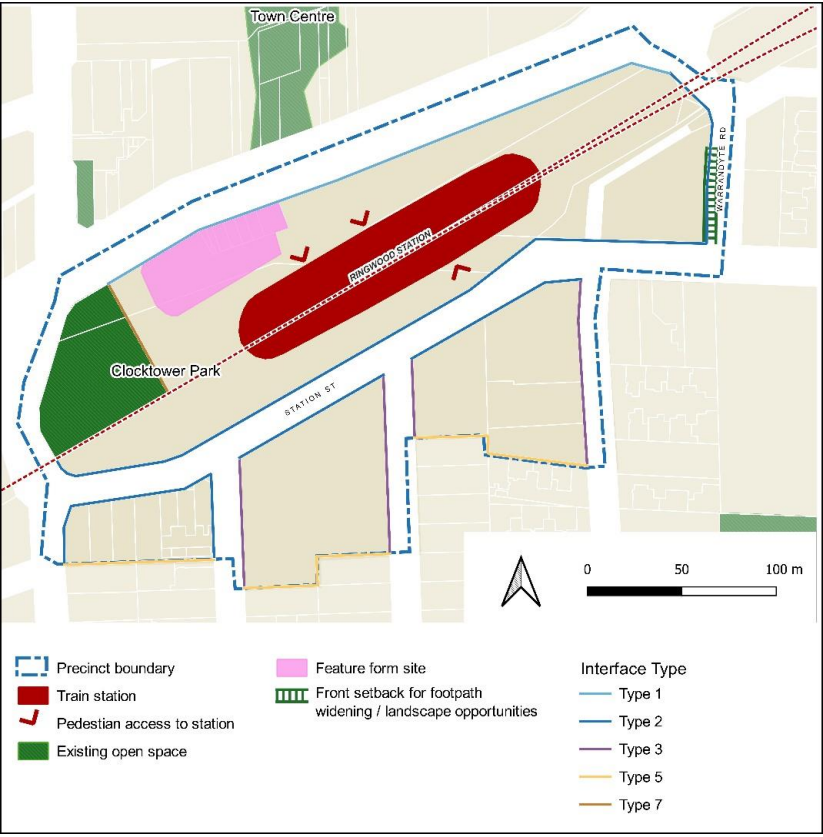 Town Centre
WARRANDYTE RD
RINGWOOD STATION
Clocktower Park
STATION ST
0 50 100 m
Precinct boundary
Train station
Pedestian access to station
Existing open space
Feature form site
Front setback for footpath
widening / landscape opportunities
Interface Type
Type 1
Type 2
Type 3
Type 5
Type 7